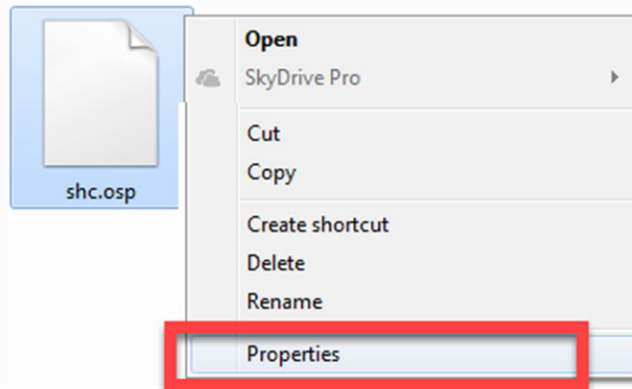 shc.osp
Open
SkyDrive Pro
Cut
Copy
Create shortcut
Delete
Rename
Properties